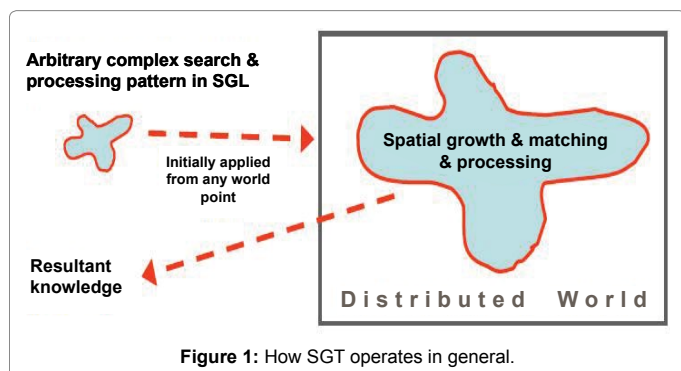 Arbitrary complex search &
processing pattern in SGL
Initially applied
from any world
point
Spatial growth & matching
& processing
Resultant
knowledge
Distributed World
Figure 1: How SGT operates in general.